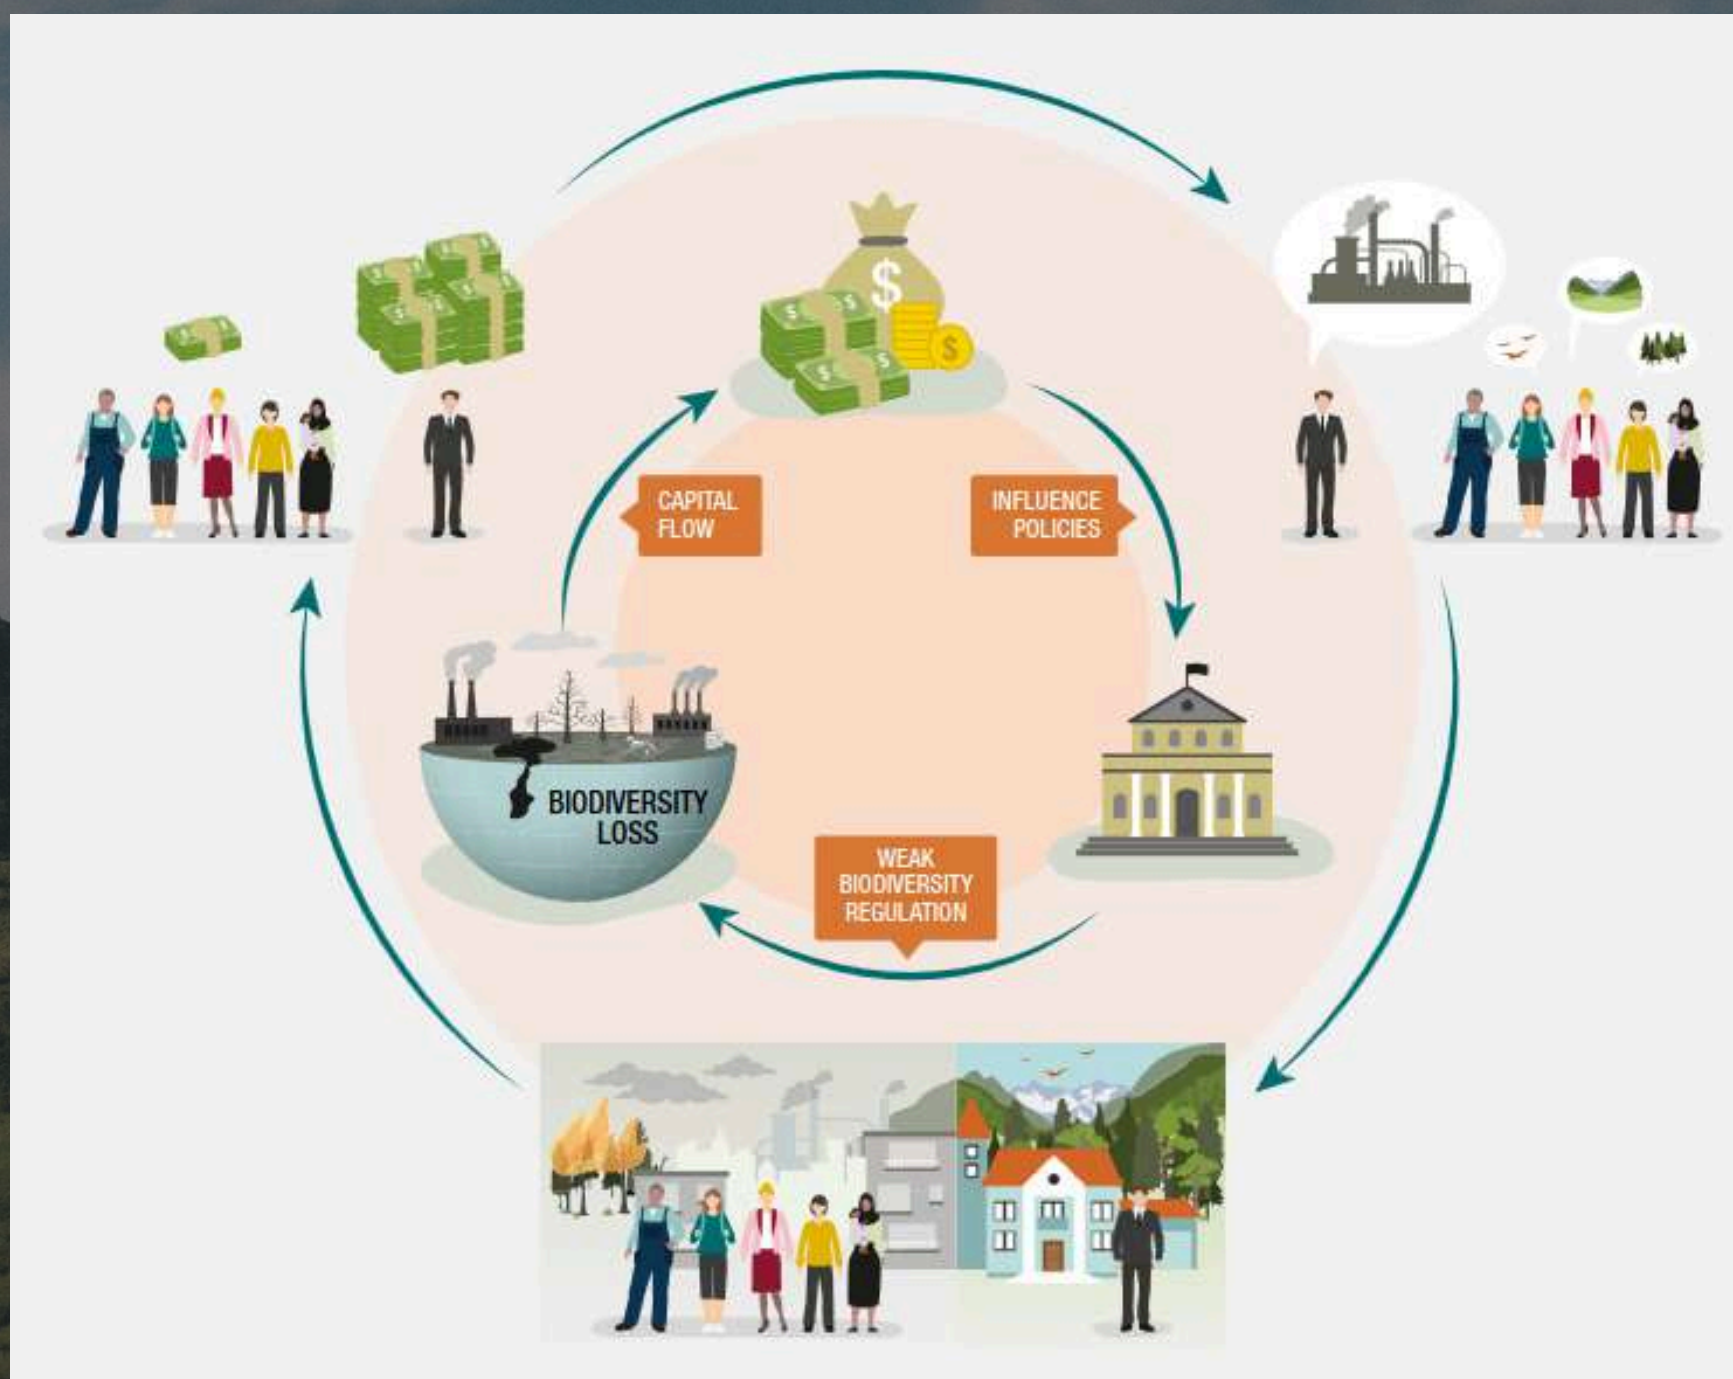 CAPITAL
FLOW
INFLUENCE
POLICIES
BIODIVERSITY
LOSS
WEAK
BIODIVERSITY
REGULATION